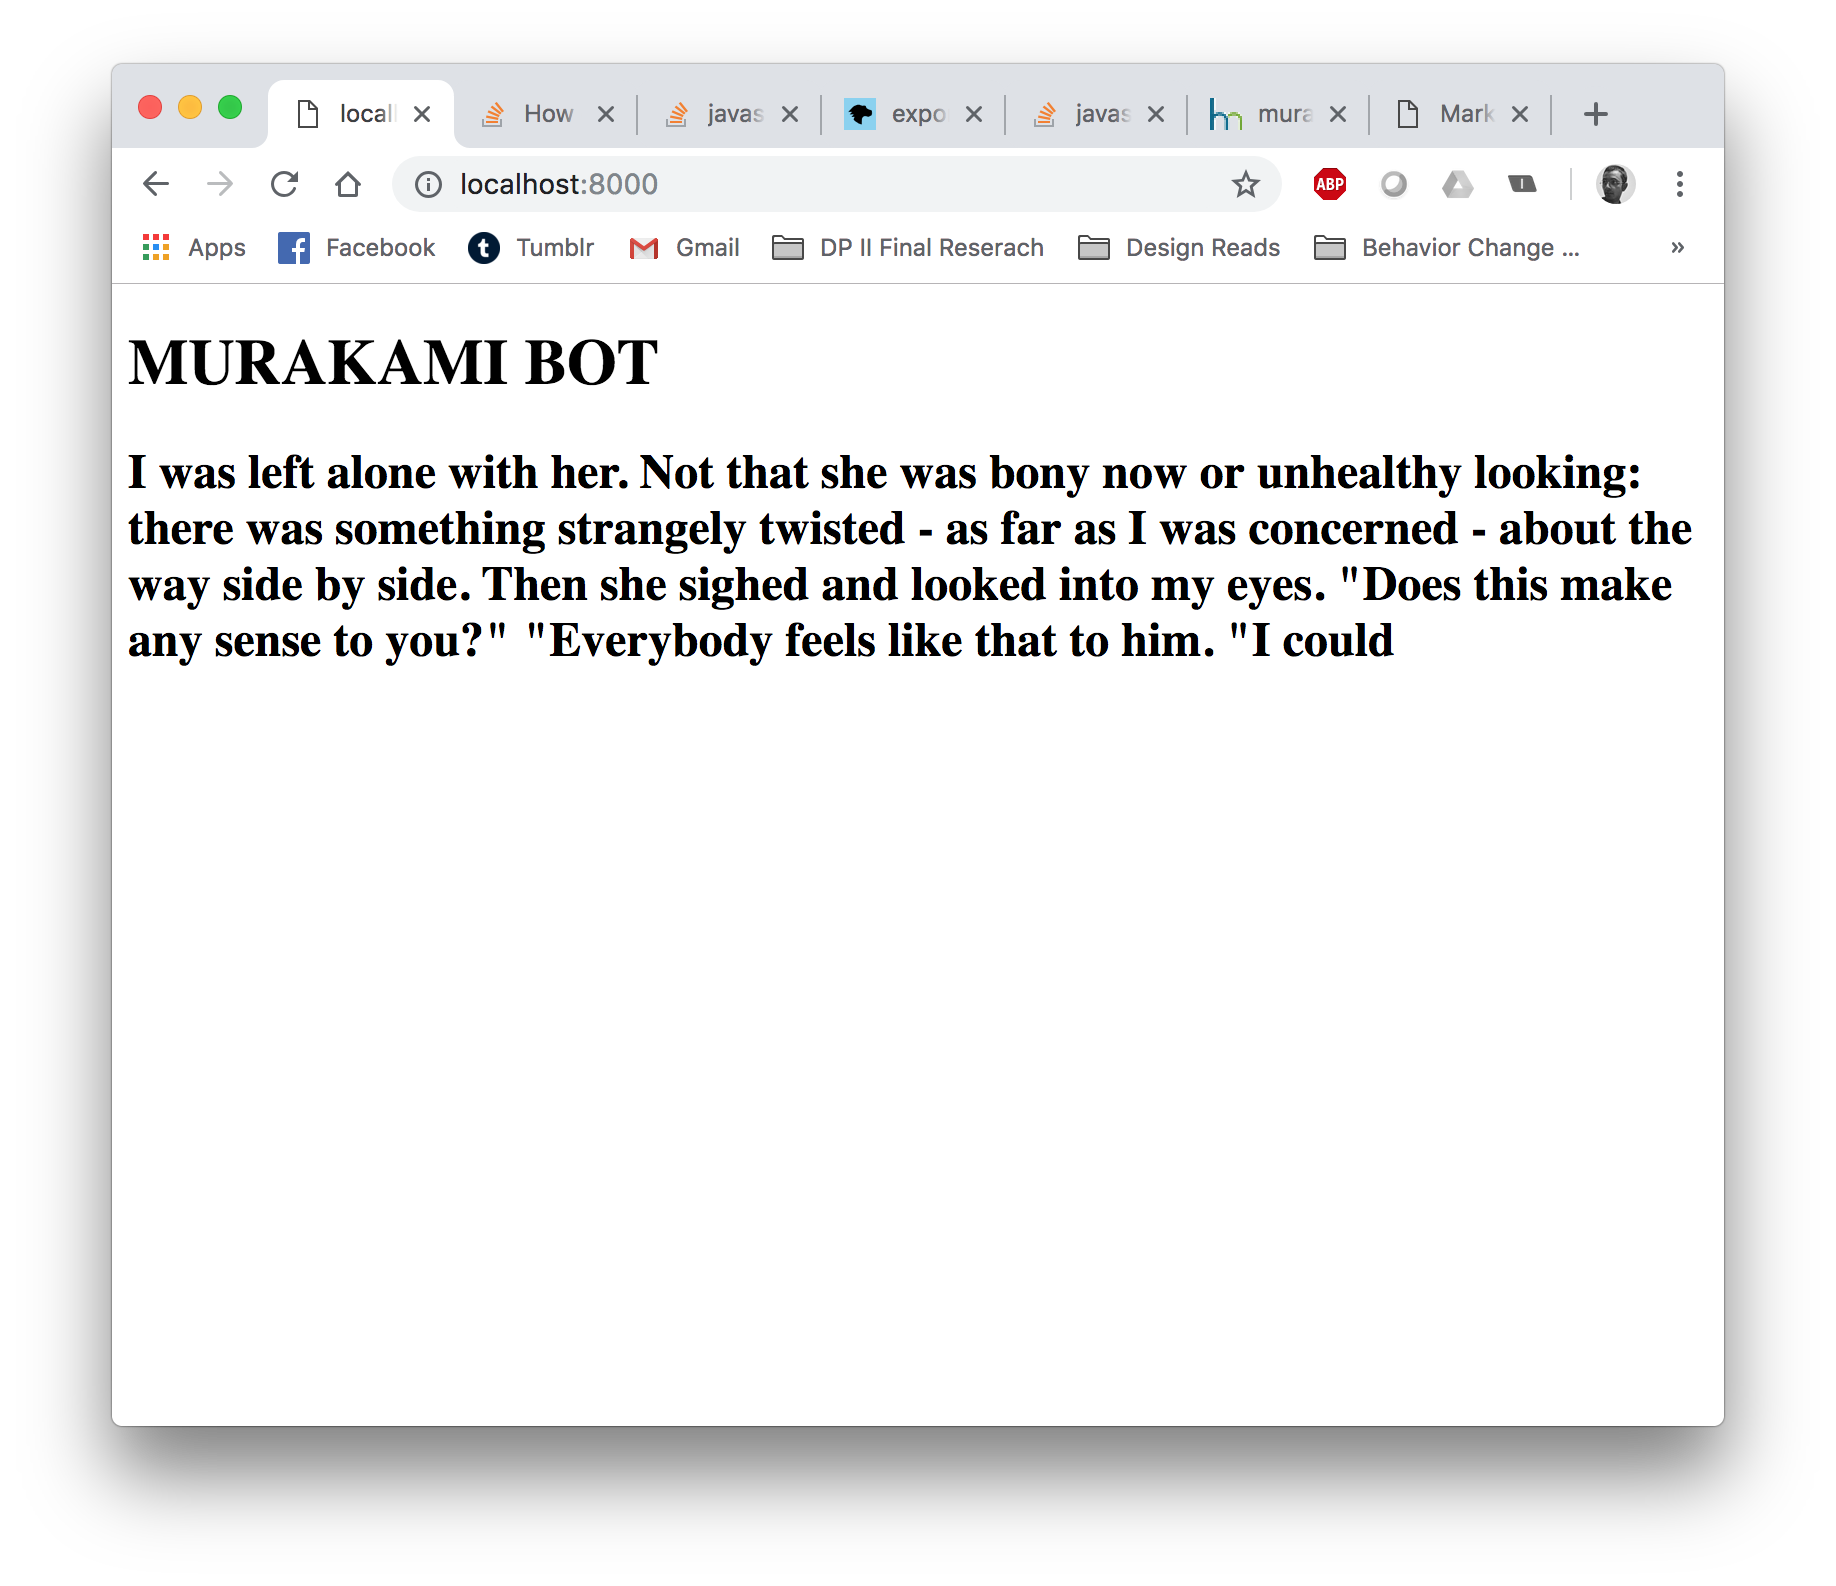 locall
How
javas
expo
javas
mura
Mark
localhost:8000
ABP
Apps
Facebook
Tumblr
Gmail
DP II Final Reserach
Design Reads
Behavior Change ...
»
MURAKAMI BOT
I was left alone with her. Not that she was bony now or unhealthy looking:
there was something strangely twisted - as far as I was concerned - about the
way side by side. Then she sighed and looked into my eyes. "Does this make
any sense to you?" "Everybody feels like that to him. "I could